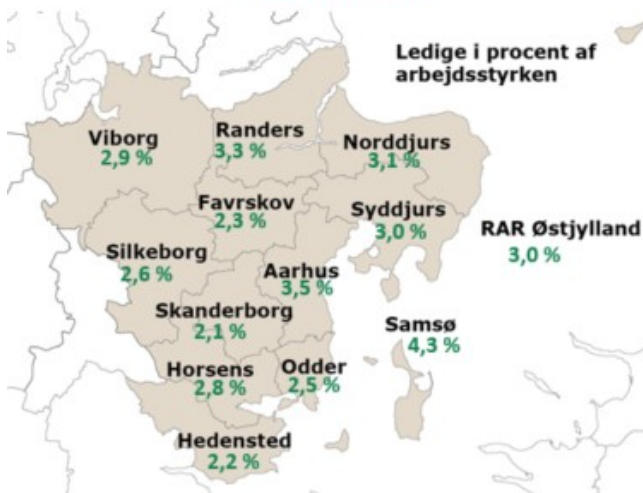 Ledige i procent af
arbejdsstyrken
Viborg
2,9 %
Randers
3,3 %
Norddjurs
3,1 %
Favrskov
2,3 %
Syddjurs
3,0 %
RAR Østjylland
3,0 %
Silkeborg
2,6 %
Aarhus
3,5 %
Skanderborg
2,1 %
Samsø
4,3 %
Horsens
2,8 %
Odder
2,5 %
Hedensted
2,2 %